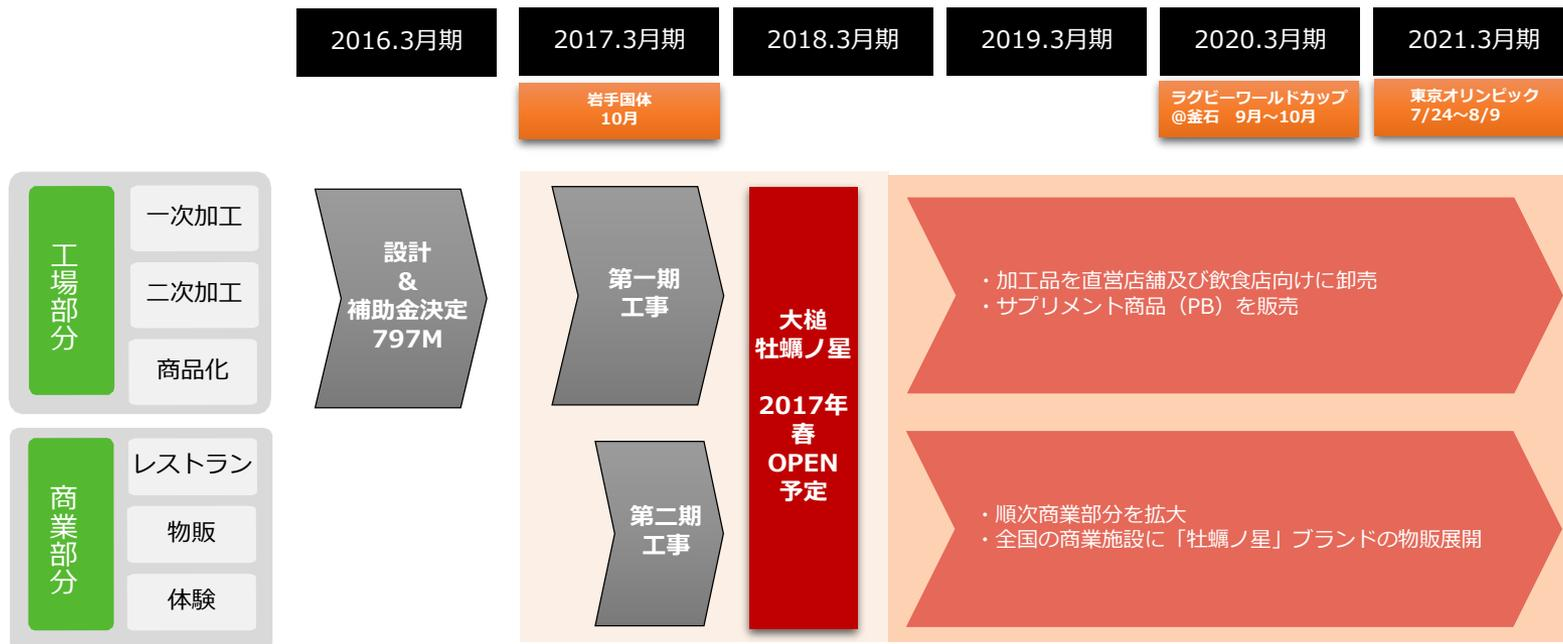 2016.3月期
2017.3月期
2018.3月期
2019.3月期
2020.3月期
2021.3月期
岩手国体
10月
ラグビーワールドカップ
@釜石　9月～10月
東京オリンピック
7/24～8/9
工場部分
一次加工
二次加工
商品化
設計
&
補助金決定
797M
第一期
工事
大槌
牡蠣ノ星
2017年
春
OPEN
予定
・加工品を直営店舗及び飲食店向けに卸売
・サプリメント商品（PB）を販売
商業部分
レストラン
物販
体験
第二期
工事
・順次商業部分を拡大
・全国の商業施設に「牡蠣ノ星」ブランドの物販展開